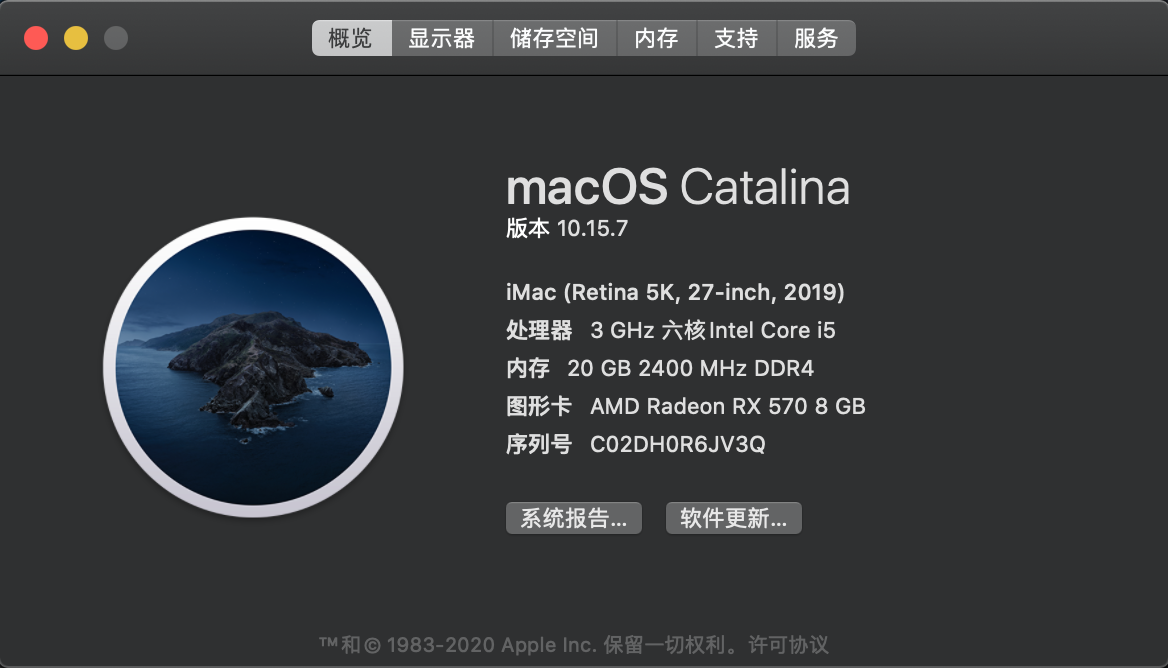 概览 显示器 储存空间 内存 支持 服务
macOS Catalina
版本 10.15.7
iMac (Retina 5K, 27-inch, 2019)
处理器 3 GHz 六核Intel Core i5
内存 20 GB 2400 MHz DDR4
图形卡 AMD Radeon RX 570 8 GB
序列号 C02DH0R6JV3Q
系统报告... 软件更新...
™和© 1983-2020 Apple Inc. 保留一切权利。许可协议